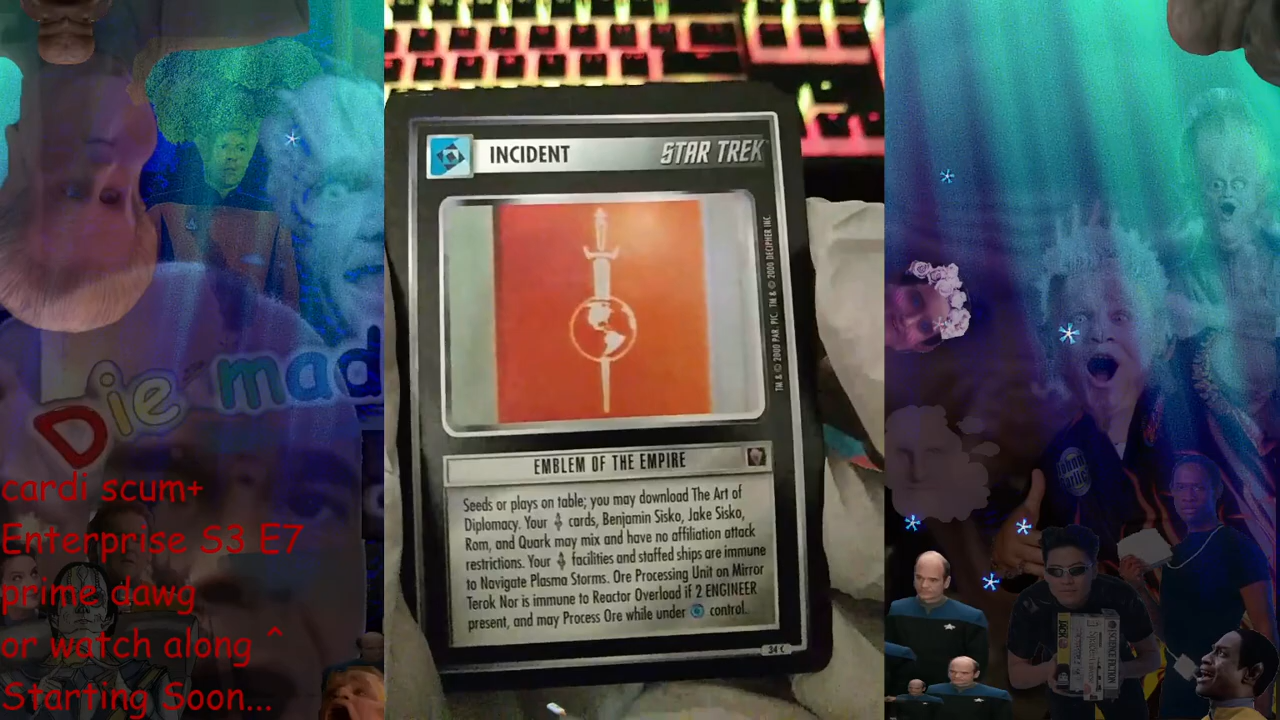 INCIDENT
STAR TREK
TM & © 2000 PAR. PIC. TM & © 2000 DECIPHER INC.
EMBLEM OF THE EMPIRE
Seeds or plays on table; you may download The Art of
Diplomacy. Your cards, Benjamin Sisko, Jake Sisko,
Rom, and Quark may mix and have no affiliation attack
restrictions. Your facilities and staffed ships are immune
to Navigate Plasma Storms. Ore Processing Unit on Mirror
Terok Nor is immune to Reactor Overload if 2 ENGINEER
present, and may Process Ore while under control.
34 C
Die mad
cardi scum+
Enterprise S3 E7
prime dawg
or watch along ^
Starting Soon...
SCIENCE FICTION